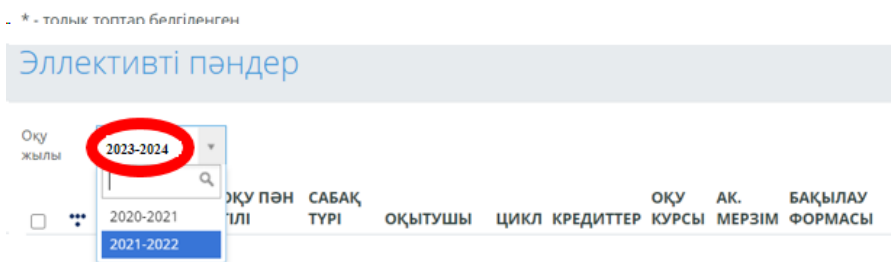 * - толық топтар белгіленген
Эллективті пәндер
Оқу
жылы
2023-2024
ОҚУ ПӘН САБАҚ ОҚУ АК. БАҚЫЛАУ
2020-2021 ТІЛІ ТҮРІ ОҚЫТУШЫ ЦИКЛ КРЕДИТТЕР КУРСЫ МЕРЗІМ ФОРМАСЫ
2021-2022